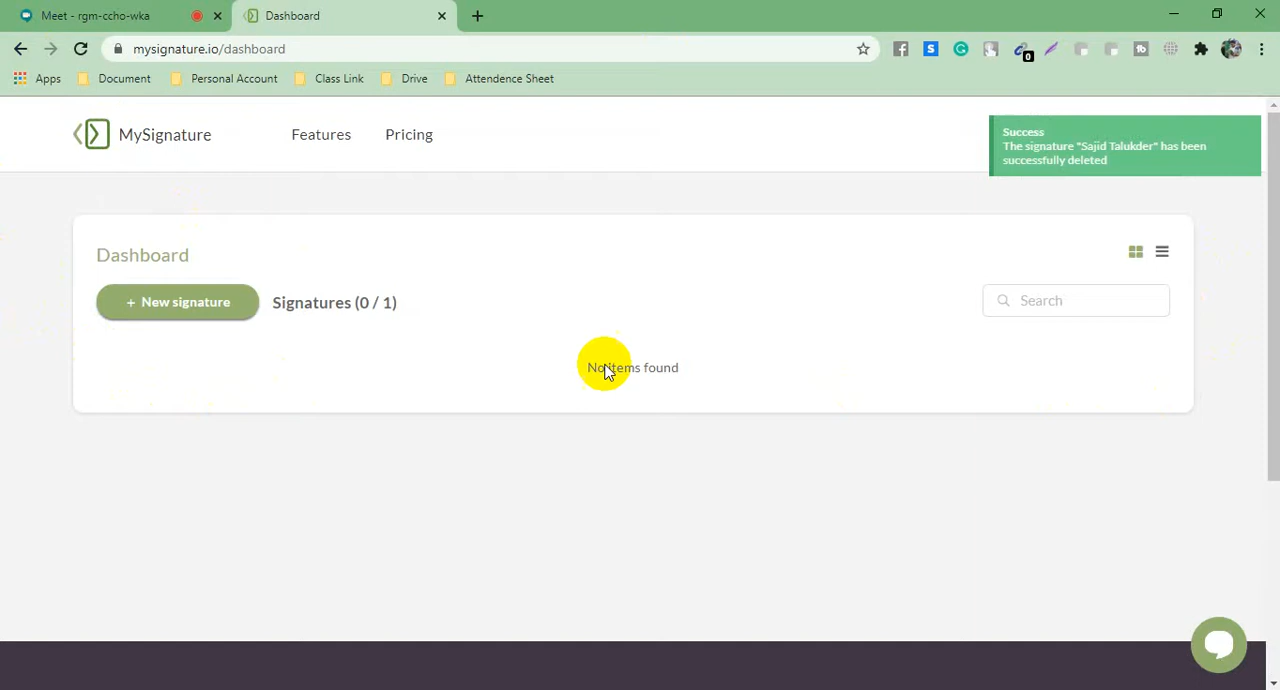 Meet - rgm-ccho-wka
Dashboard
mysignature.io/dashboard
0
Apps
Document
Personal Account
Class Link
Drive
Attendence Sheet
MySignature
Features
Pricing
Success
The signature "Sajid Talukder" has been
successfully deleted
Dashboard
+ New signature
Signatures (0 / 1)
Search
No items found